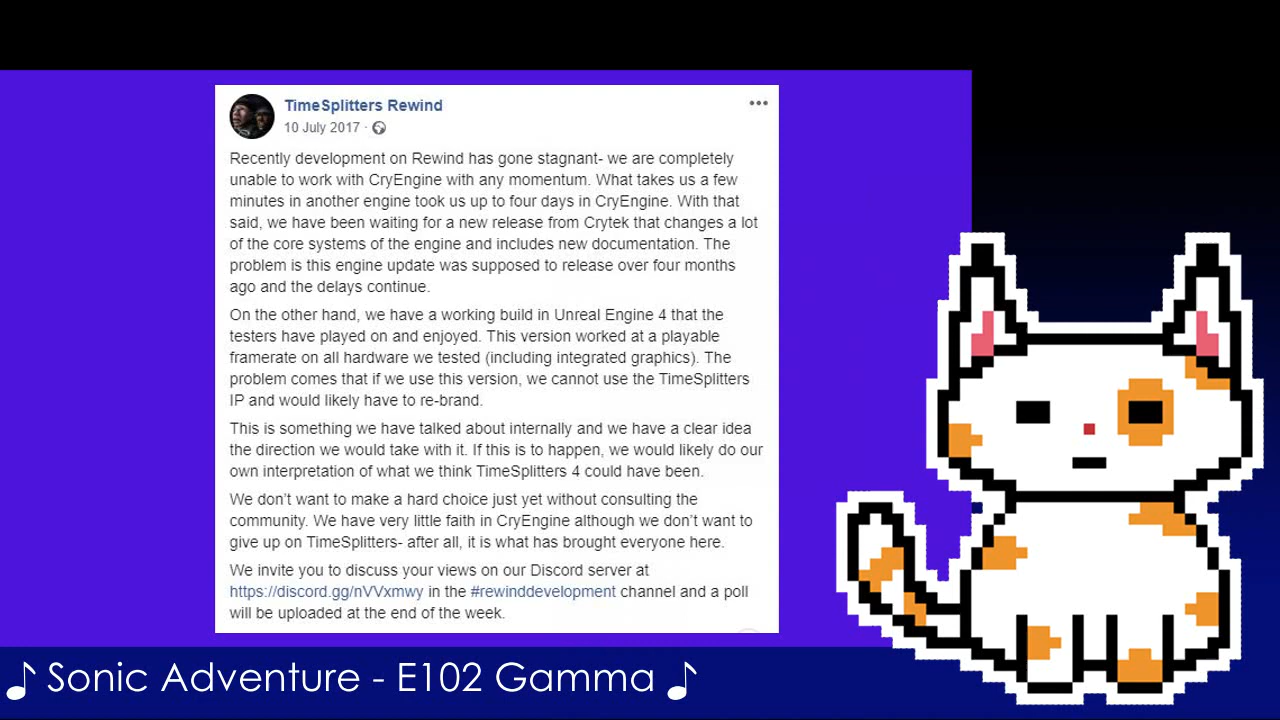 TimeSplitters Rewind
10 July 2017 ·
Recently development on Rewind has gone stagnant- we are completely
unable to work with CryEngine with any momentum. What takes us a few
minutes in another engine took us up to four days in CryEngine. With that
said, we have been waiting for a new release from Crytek that changes a lot
of the core systems of the engine and includes new documentation. The
problem is this engine update was supposed to release over four months
ago and the delays continue.
On the other hand, we have a working build in Unreal Engine 4 that the
testers have played on and enjoyed. This version worked at a playable
framerate on all hardware we tested (including integrated graphics). The
problem comes that if we use this version, we cannot use the TimeSplitters
IP and would likely have to re-brand.
This is something we have talked about internally and we have a clear idea
the direction we would take with it. If this is to happen, we would likely do our
own interpretation of what we think TimeSplitters 4 could have been.
We don’t want to make a hard choice just yet without consulting the
community. We have very little faith in CryEngine although we don’t want to
give up on TimeSplitters- after all, it is what has brought everyone here.
We invite you to discuss your views on our Discord server at
https://discord.gg/nVVxmwy in the #rewinddevelopment channel and a poll
will be uploaded at the end of the week.
♪ Sonic Adventure - E102 Gamma ♪